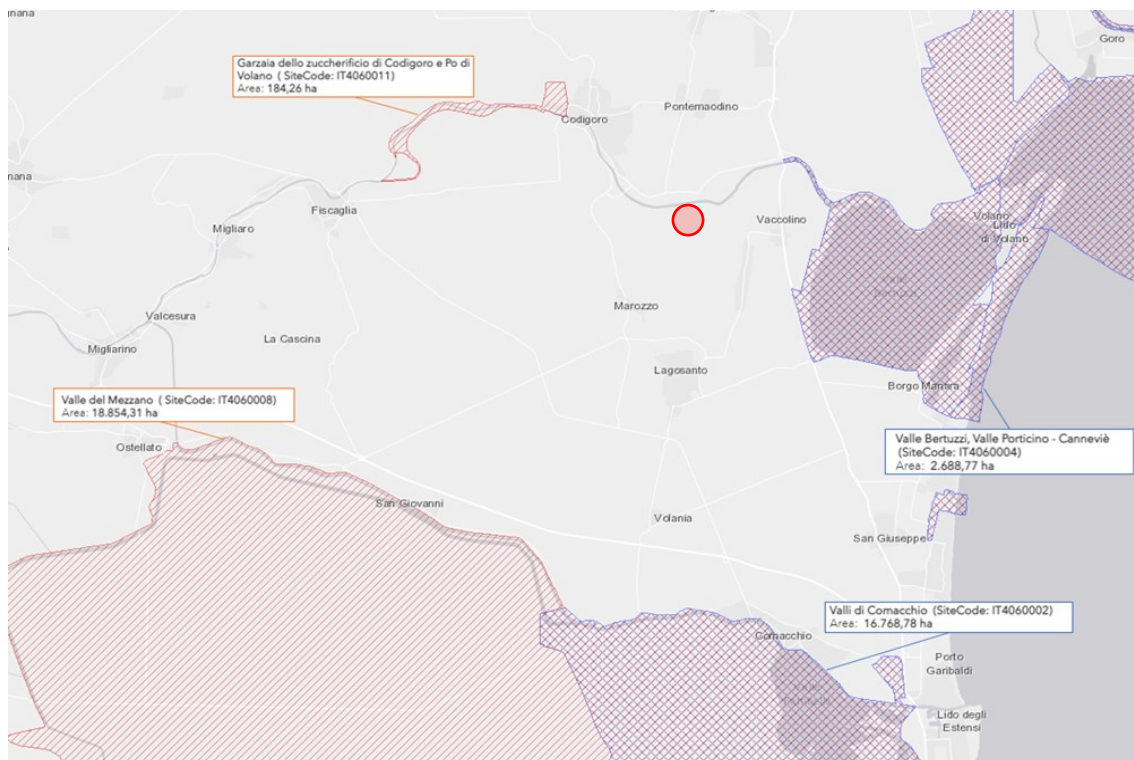 nana
Goro
Garzaia dello zuccherificio di Codigoro e Po di
Volano ( SiteCode: IT4060011)
Area: 184,26 ha
Pontemaodino
Codigoro
nana
Fiscaglia
Vaccolino
Volano
Lido
di Volano
Migliaro
Marozzo
Valcesura
La Cascina
Migliarino
Lagosanto
Borgo Manara
Valle del Mezzano ( SiteCode: IT4060008)
Area: 18.854,31 ha
Ostellato
Valle Bertuzzi, Valle Porticino - Canneviè
(SiteCode: IT4060004)
Area: 2.688,77 ha
San Giovanni
Volania
San Giuseppe
Valli di Comacchio (SiteCode: IT4060002)
Area: 16.768,78 ha
Comacchio
Porto
Garibaldi
Lido degli
Estensi